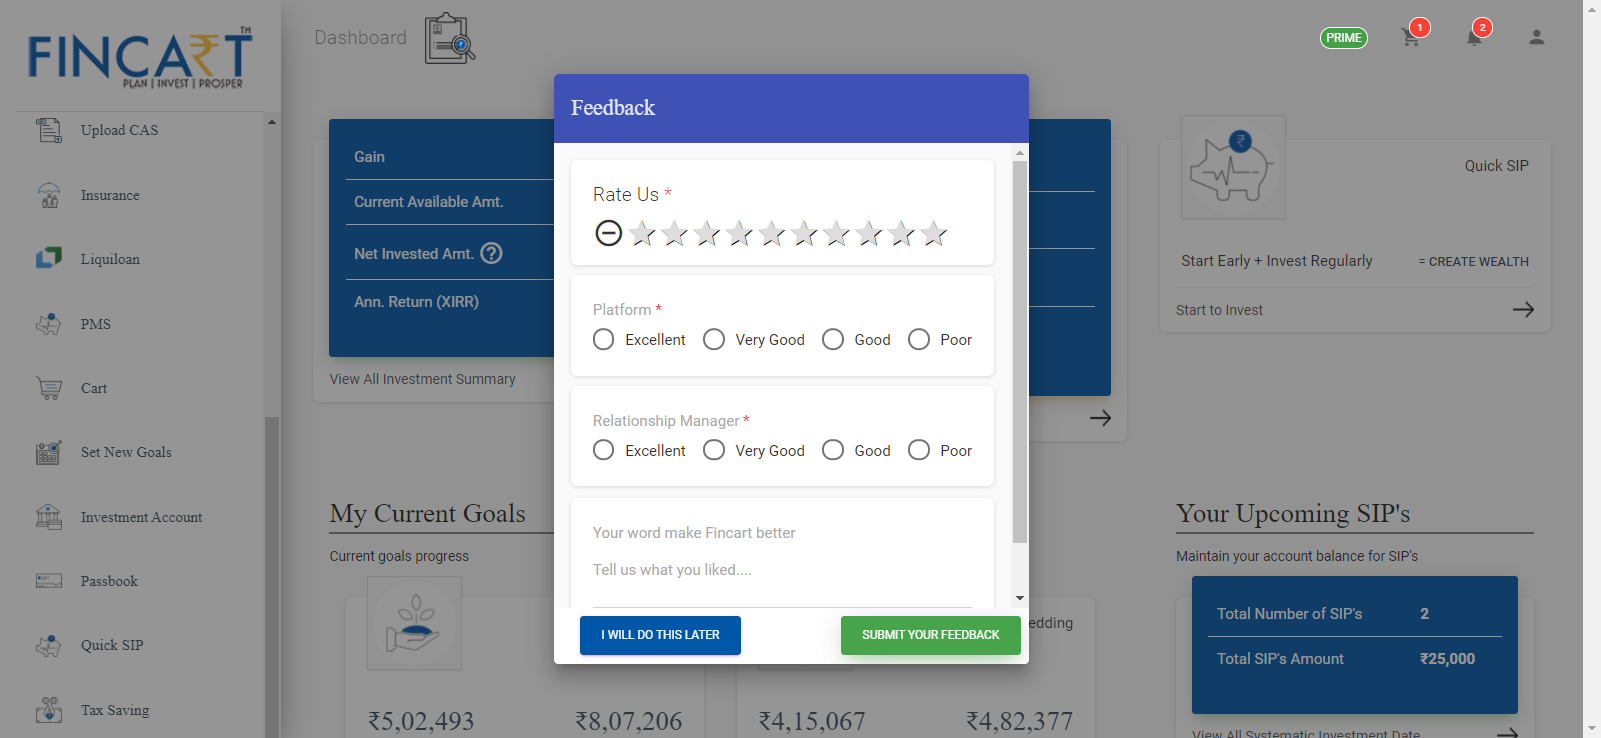 FINCART
TM
PLAN | INVEST | PROSPER
Upload CAS
Insurance
Liquiloan
PMS
Cart
Set New Goals
Investment Account
Passbook
Quick SIP
Tax Saving
Dashboard
PRIME
1
2
Gain
Current Available Amt.
Net Invested Amt. ?
Ann. Return (XIRR)
View All Investment Summary
Feedback
Rate Us *
Platform *
Excellent Very Good Good Poor
Relationship Manager *
Excellent Very Good Good Poor
Your word make Fincart better
Tell us what you liked....
I WILL DO THIS LATER
SUBMIT YOUR FEEDBACK
Quick SIP
Start Early + Invest Regularly
= CREATE WEALTH
Start to Invest
My Current Goals
Current goals progress
edding
₹5,02,493
₹8,07,206
₹4,15,067
₹4,82,377
Your Upcoming SIP's
Maintain your account balance for SIP's
Total Number of SIP's 2
Total SIP's Amount ₹25,000
View All Systematic Investment Date